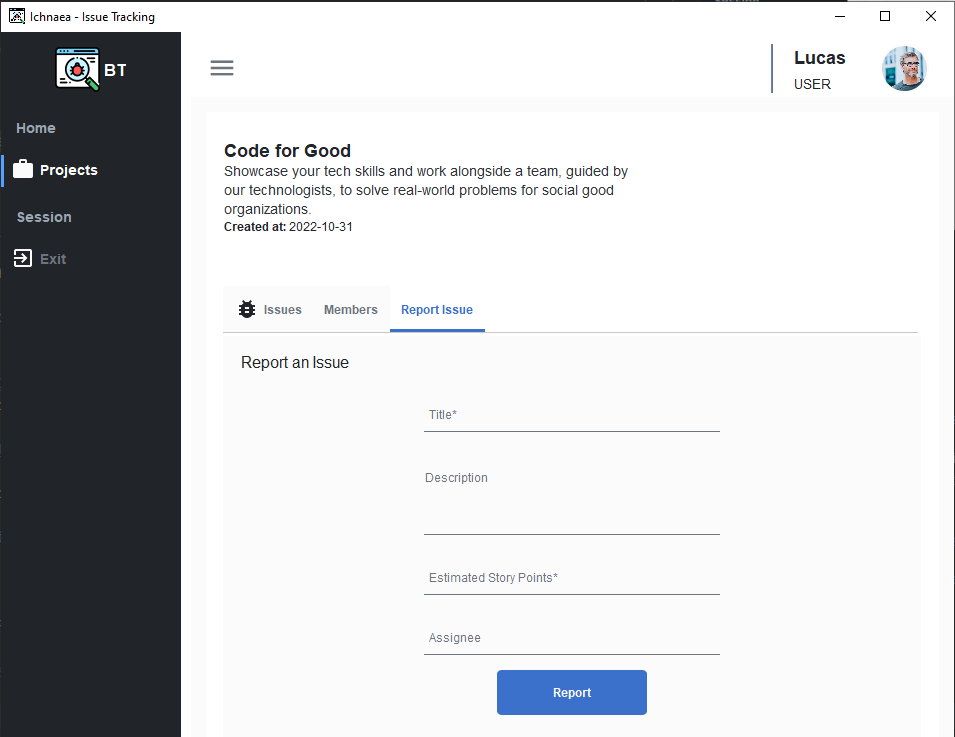 Ichnaea - Issue Tracking
BT
Lucas
USER
Home
Projects
Session
Exit
Code for Good
Showcase your tech skills and work alongside a team, guided by
our technologists, to solve real-world problems for social good
organizations.
Created at: 2022-10-31
Issues Members Report Issue
Report an Issue
Title*
Description
Estimated Story Points*
Assignee
Report